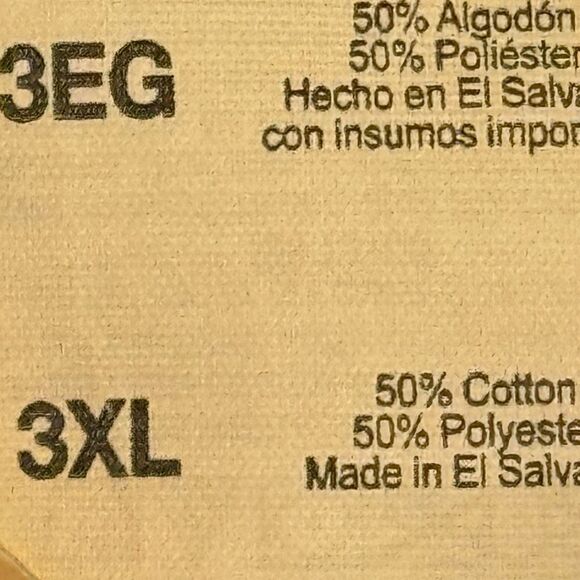 3EG
50% Algodón
50% Poliéster
Hecho en El Salva
con Insumos impor
3XL
50% Cotton
50% Polyeste
Made in El Salva